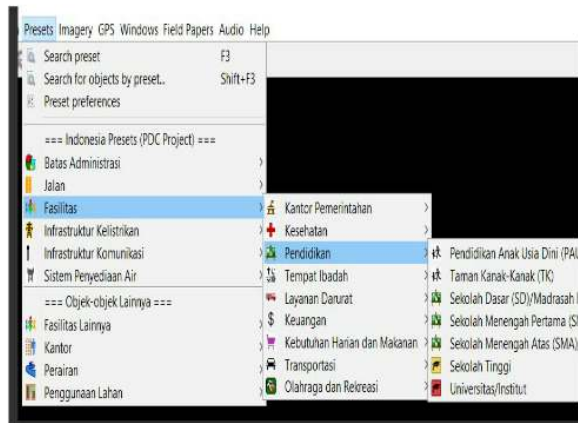 Presets Imagery GPS Windows Field Papers Audio Help
Search preset F3
Search for objects by preset.. Shift+F3
Preset preferences
=== Indonesia Presets (PDC Project) ===
Batas Administrasi
Jalan
Fasilitas
Infrastruktur Kelistrikan
Infrastruktur Komunikasi
Sistem Penyediaan Air
=== Objek-objek Lainnya ===
Fasilitas Lainnya
Kantor
Perairan
Penggunaan Lahan
Kantor Pemerintahan
Kesehatan
Pendidikan
Tempat Ibadah
Layanan Darurat
Keuangan
Kebutuhan Harian dan Makanan
Transportasi
Olahraga dan Rekreasi
Pendidikan Anak Usia Dini (PAU
Taman Kanak-Kanak (TK)
Sekolah Dasar (SD)/Madrasah
Sekolah Menengah Pertama (S
Sekolah Menengah Atas (SMA)
Sekolah Tinggi
Universitas/Institut